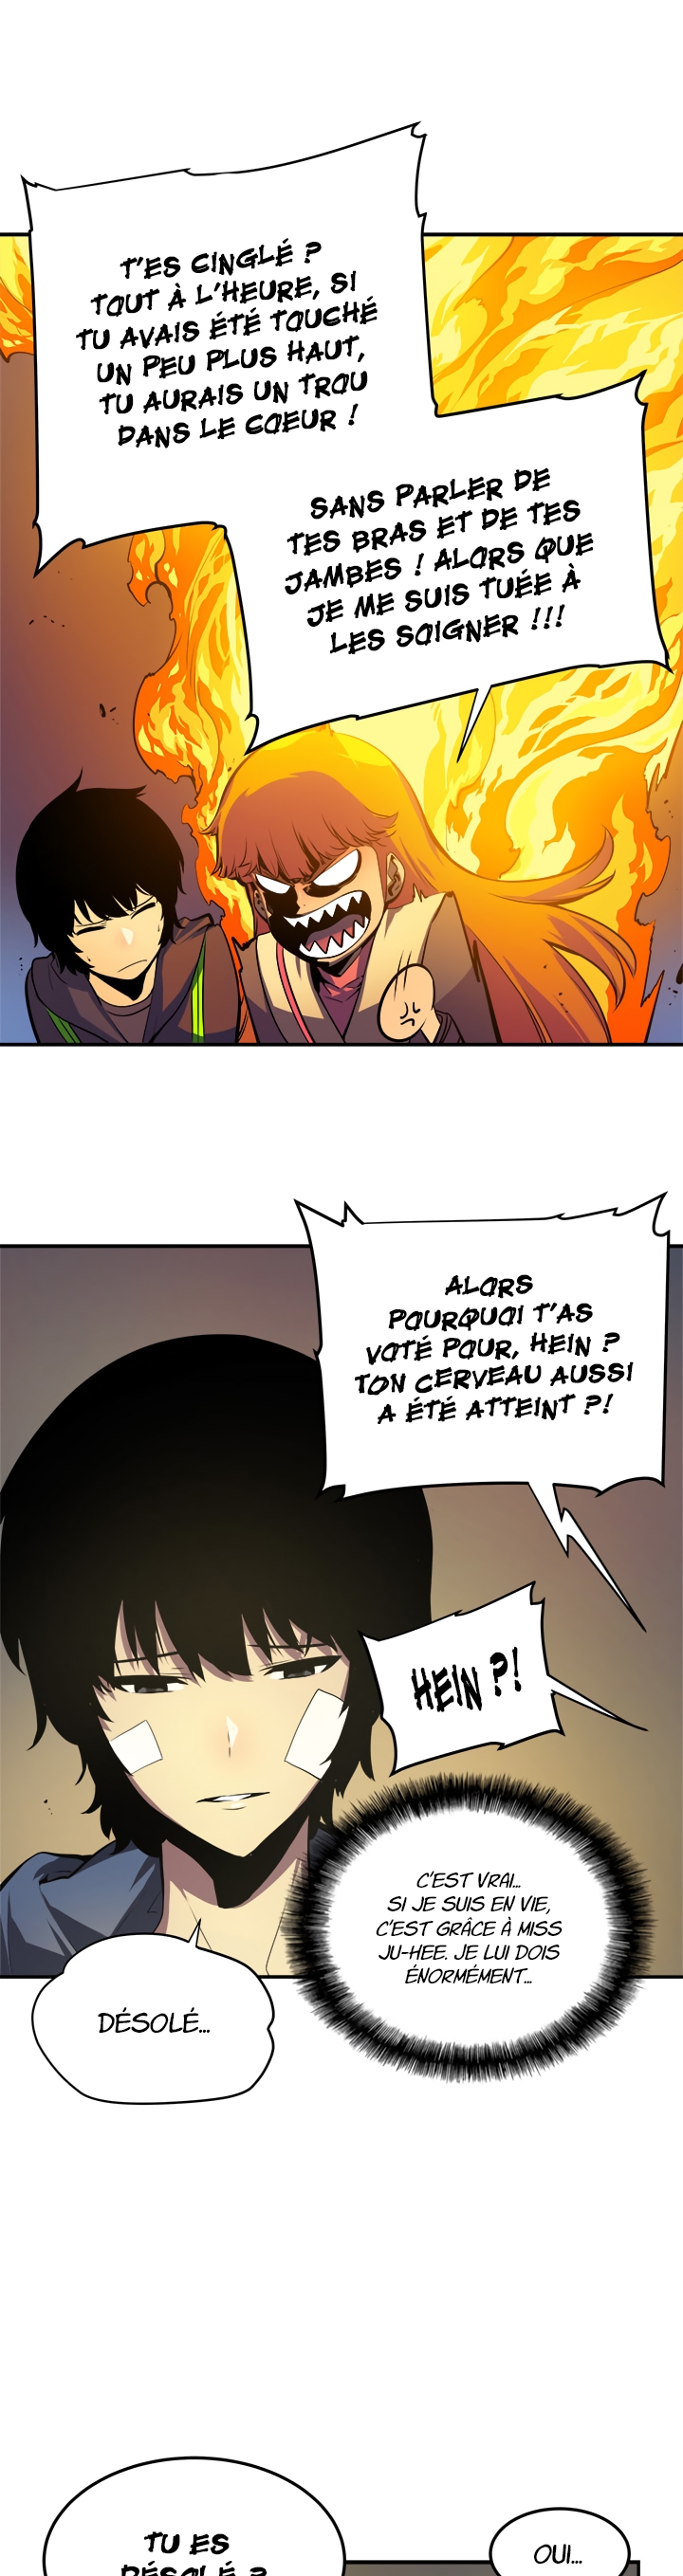 T'ES CINGLÉ ?
TOUT À L'HEURE, SI
TU AVAIS ÉTÉ TOUCHÉ
UN PEU PLUS HAUT,
TU AURAIS UN TROU
DANS LE COEUR !
SANS PARLER DE
TES BRAS ET DE TES
JAMBES ! ALORS QUE
JE ME SUIS TUÉE À
LES SOIGNER !!!
ALORS
POURQUOI T'AS
VOTÉ POUR, HEIN ?
TON CERVEAU AUSSI
A ÉTÉ ATTEINT ?!
HEIN ?!
C'EST VRAI...
SI JE SUIS EN VIE,
C'EST GRÂCE À MISS
JU-HEE. JE LUI DOIS
ÉNORMÉMENT...
DÉSOLÉ...
TU ES
DÉSOLÉ ?
OUI...